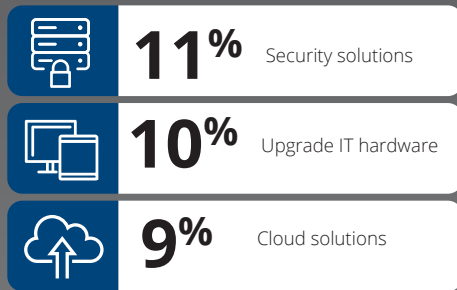 11% Security solutions
10% Upgrade IT hardware
9% Cloud solutions